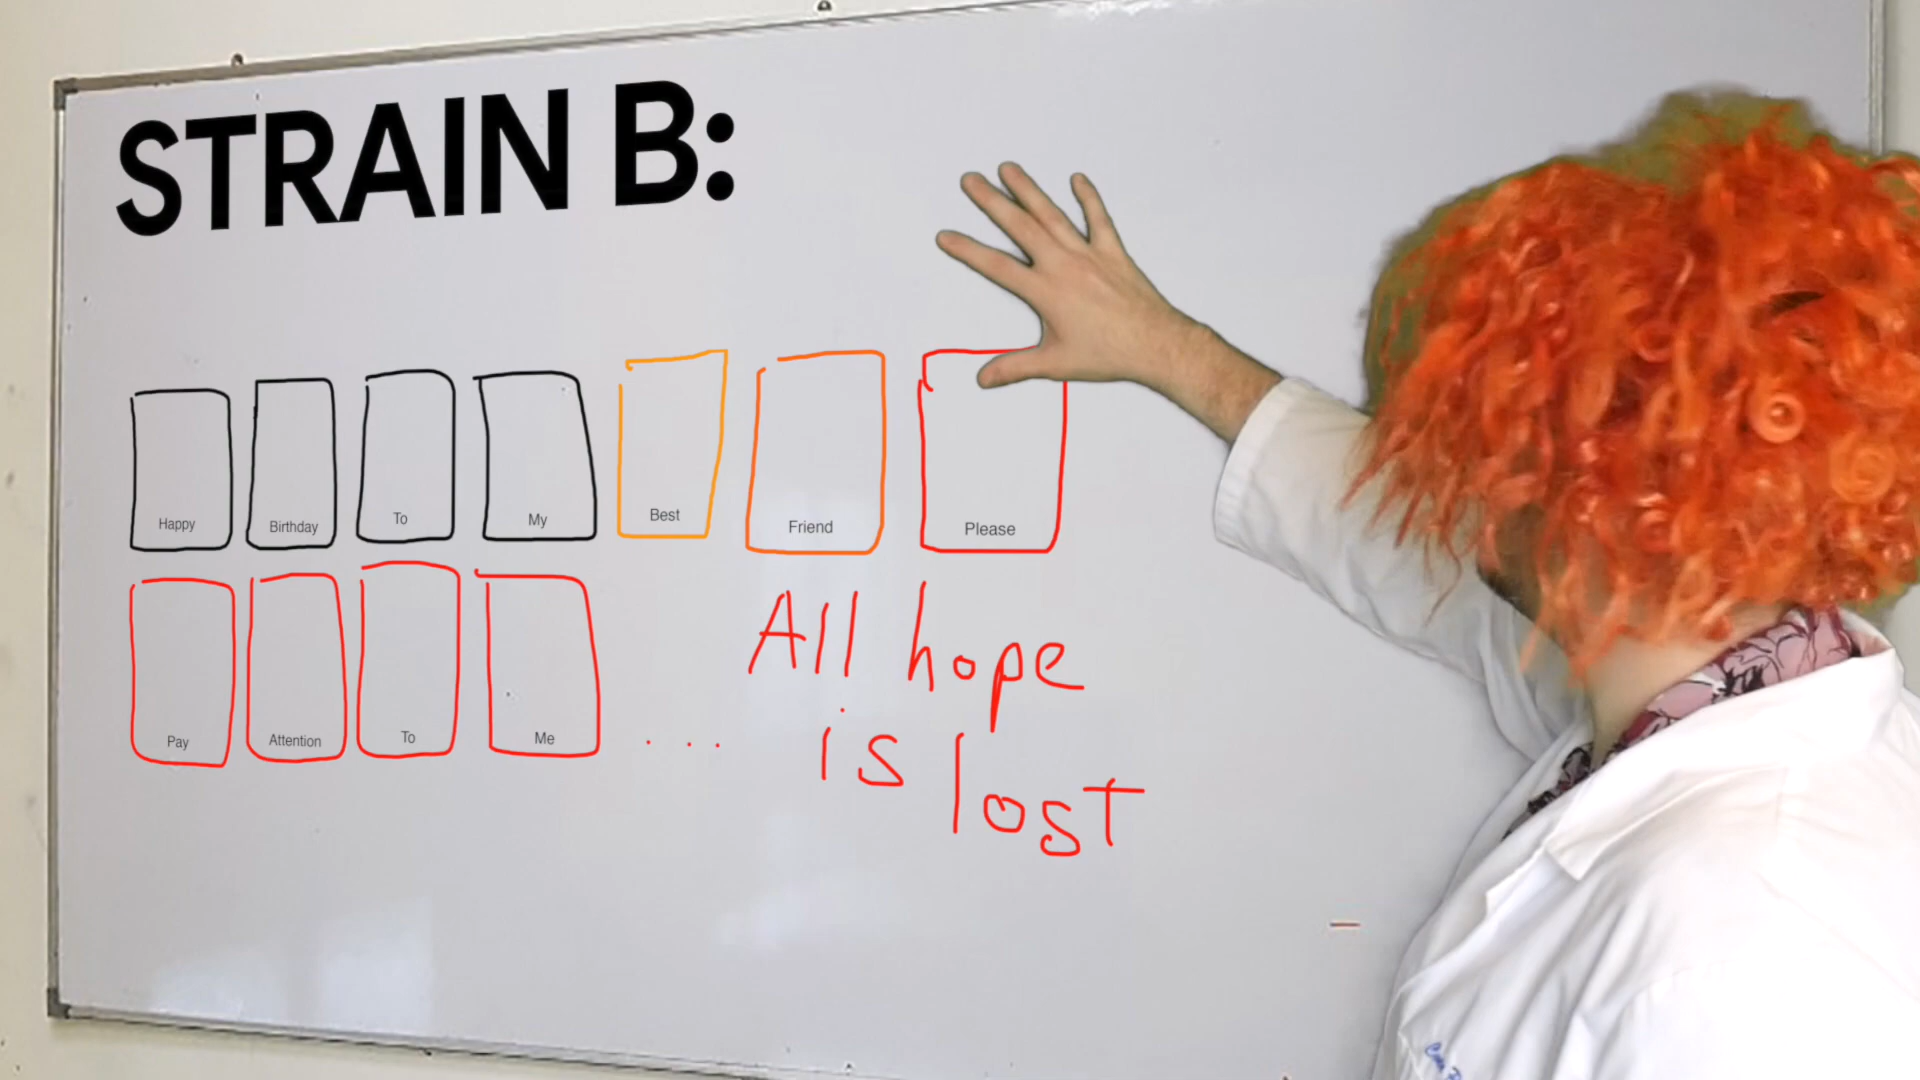 STRAIN B:
Happy Birthday To My Best Friend Please
Pay Attention To Me ...
All hope
is lost